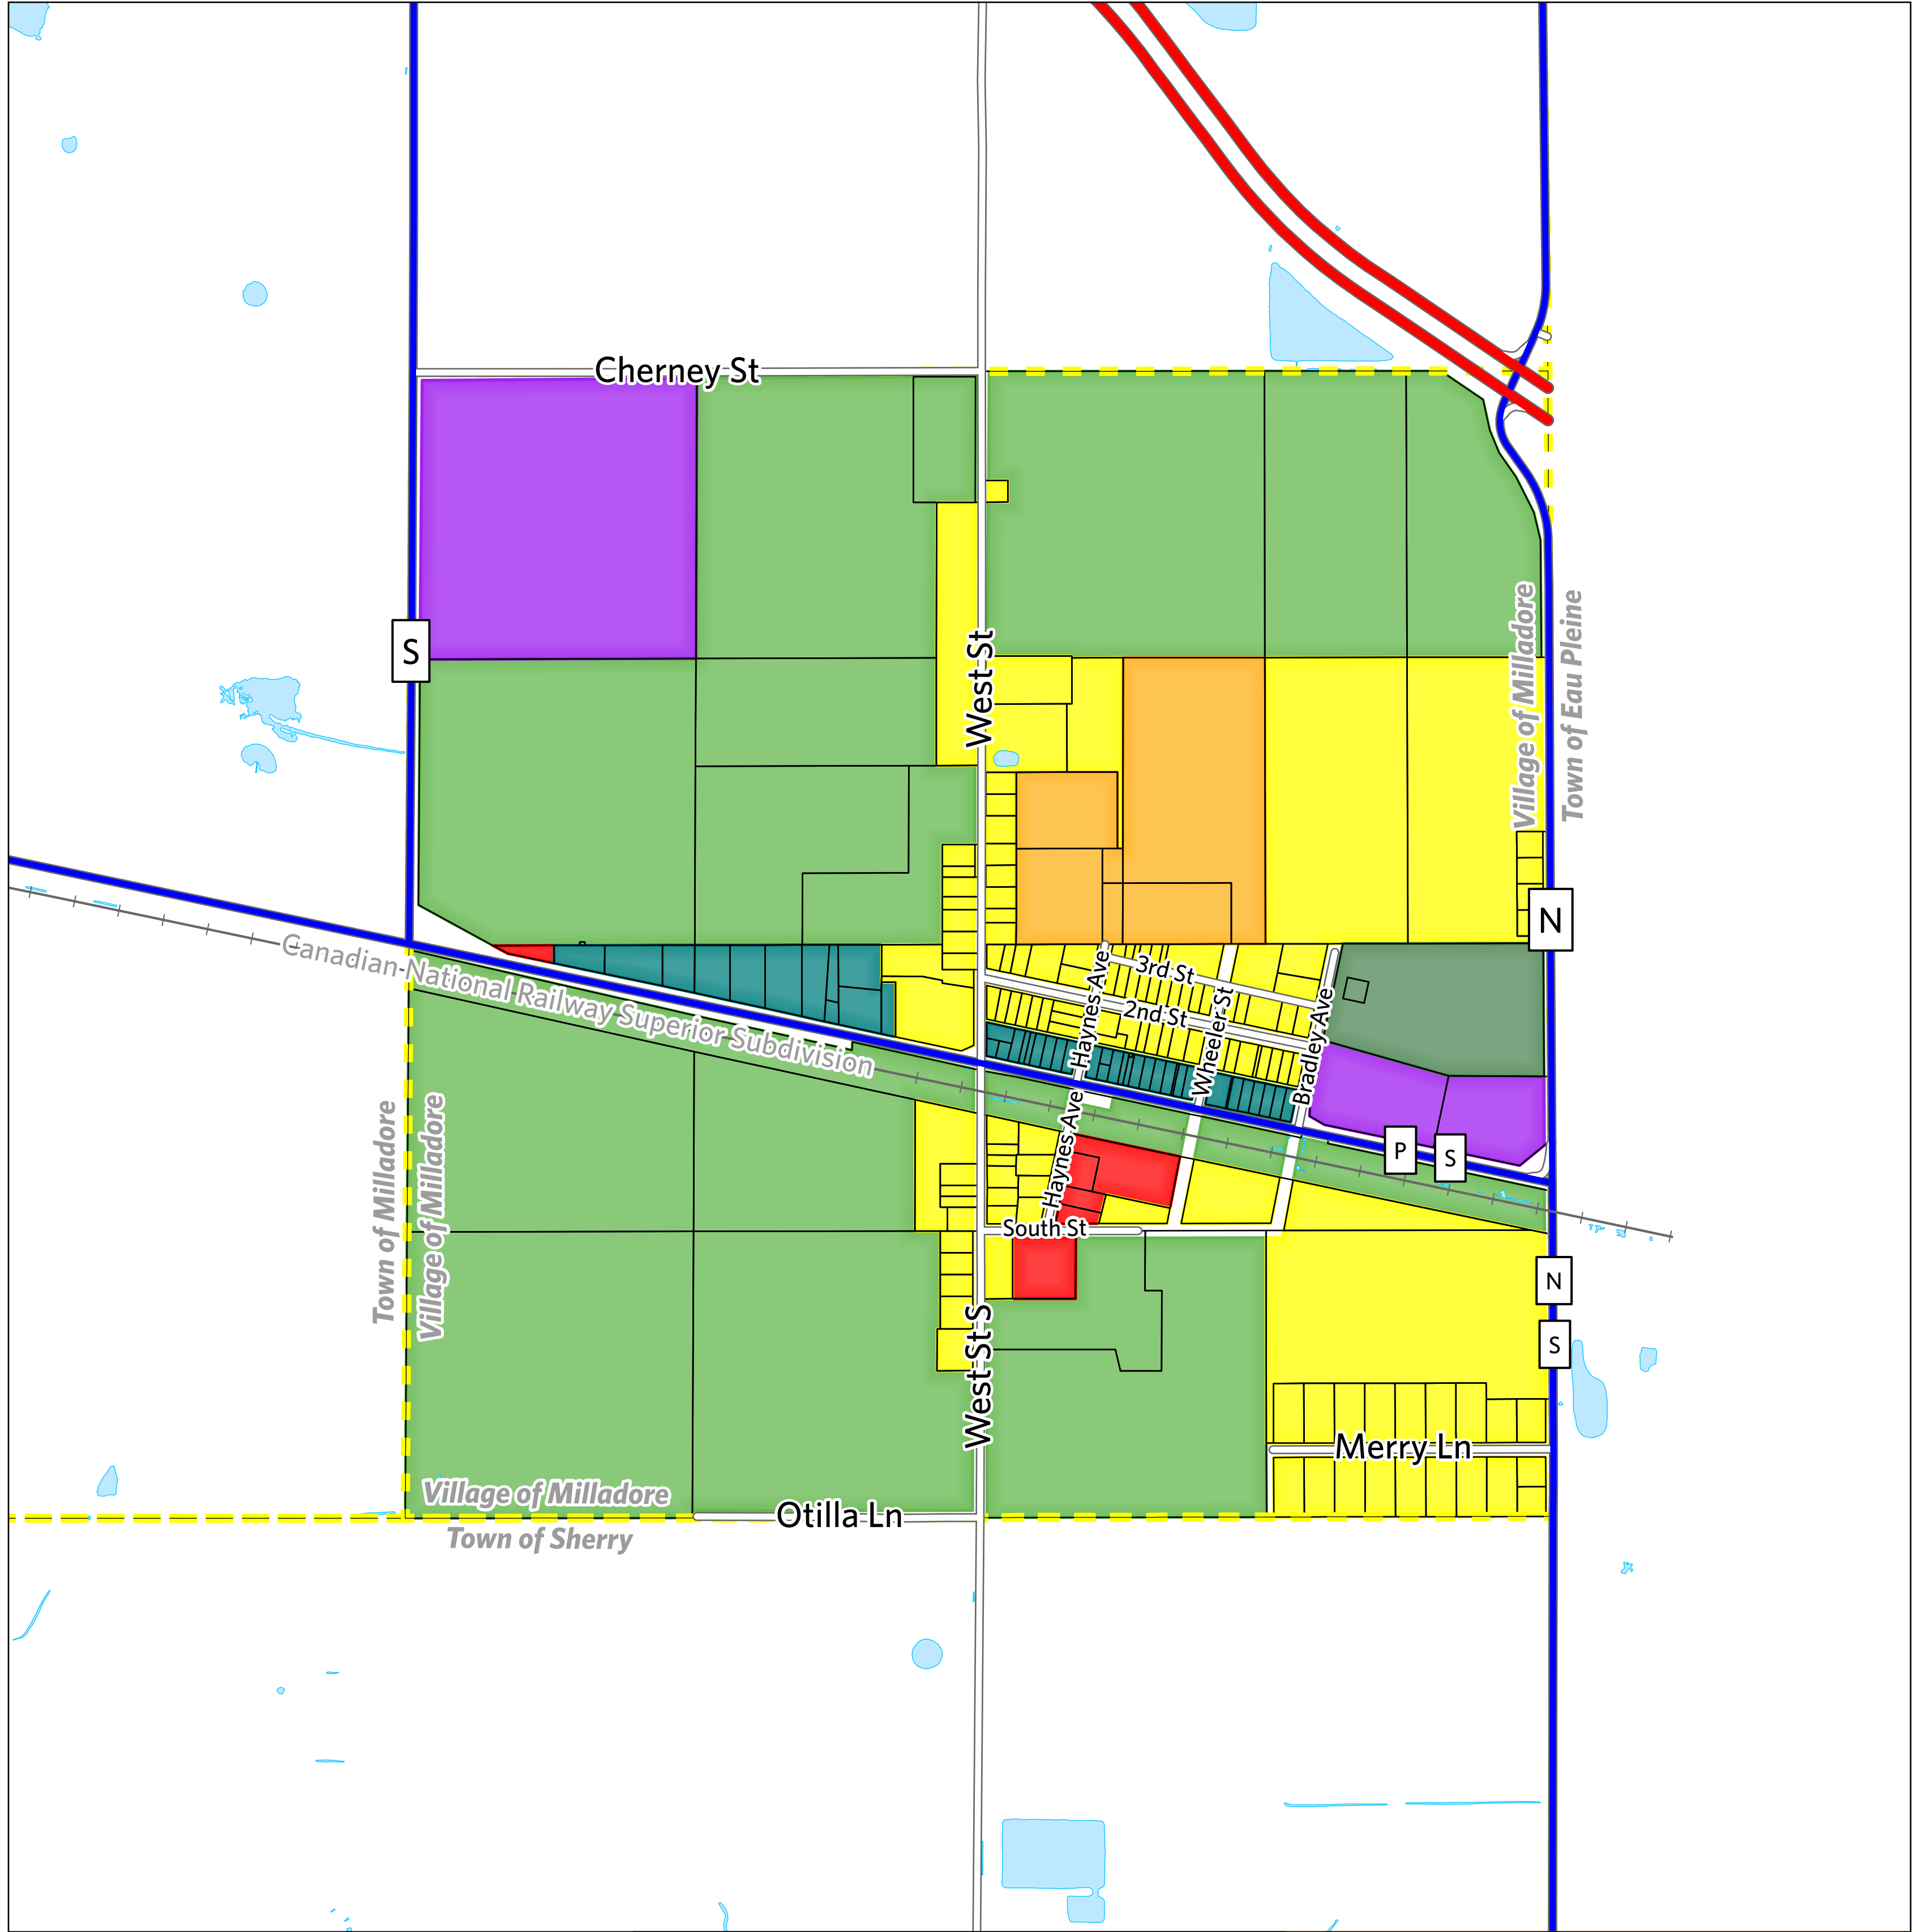 Cherney St
S
West St
Village of Milladore
Town of Eau Pleine
N
Canadian National Railway Superior Subdivision
3rd St
Haynes Ave
2nd St
Wheeler St
Bradley Ave
Haynes Ave
P
S
Town of Milladore
Village of Milladore
South St
N
S
West St S
Merry Ln
Village of Milladore
Otilla Ln
Town of Sherry